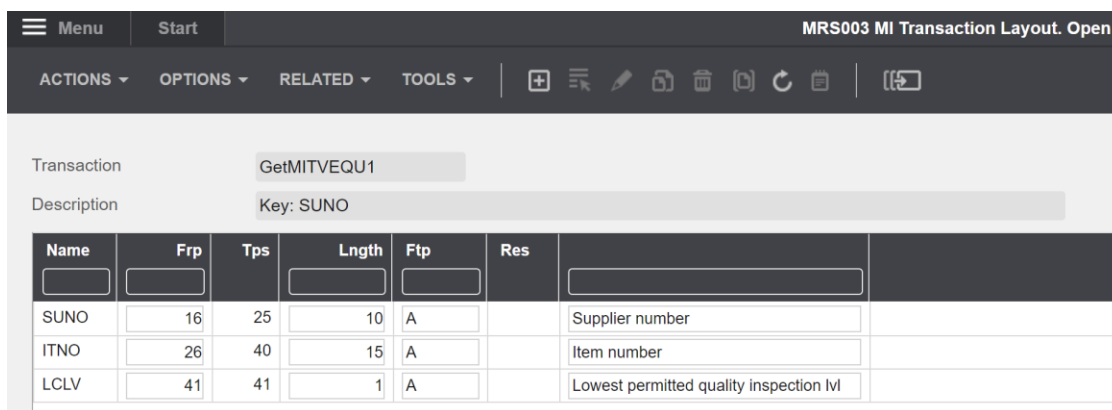 Menu Start MRS003 MI Transaction Layout. Open
ACTIONS OPTIONS RELATED TOOLS
Transaction GetMITVEQU1
Description Key: SUNO
Name Frp Tps Lngth Ftp Res
SUNO 16 25 10 A Supplier number
ITNO 26 40 15 A Item number
LCLV 41 41 1 A Lowest permitted quality inspection lvl